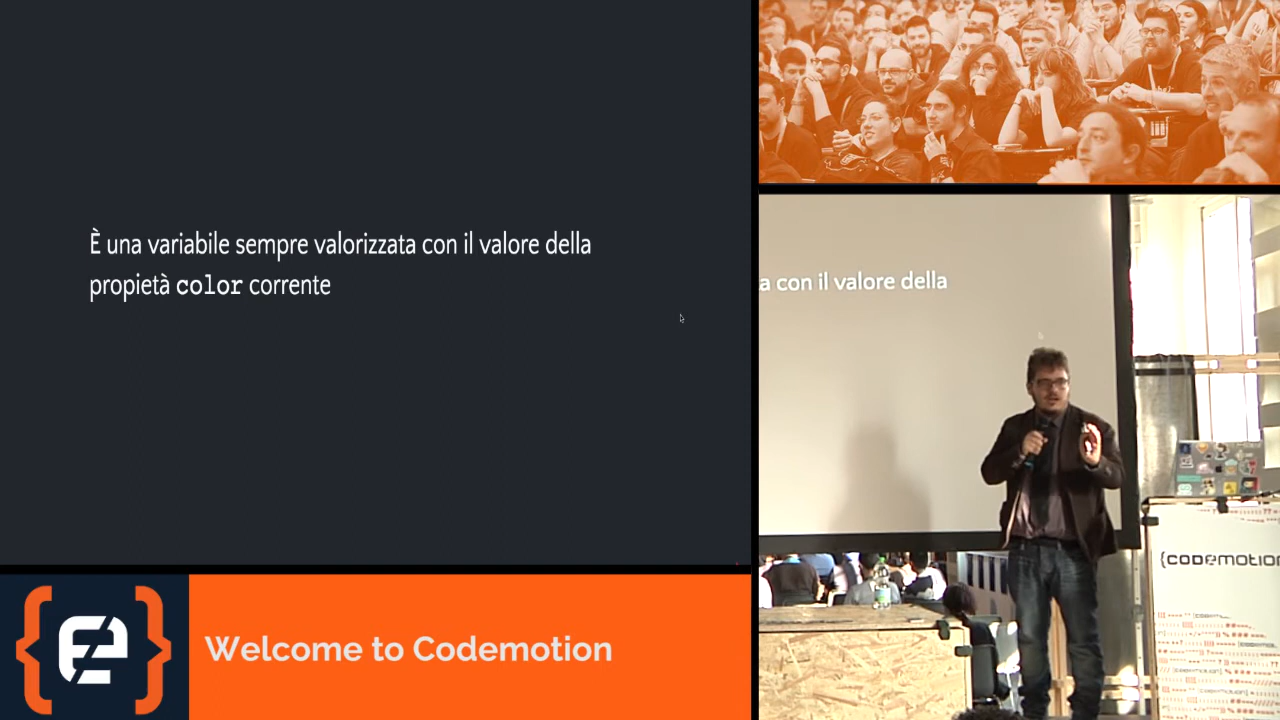 È una variabile sempre valorizzata con il valore della
propietà color corrente
a con il valore della
{CODEMOTION
Welcome to Codemotion